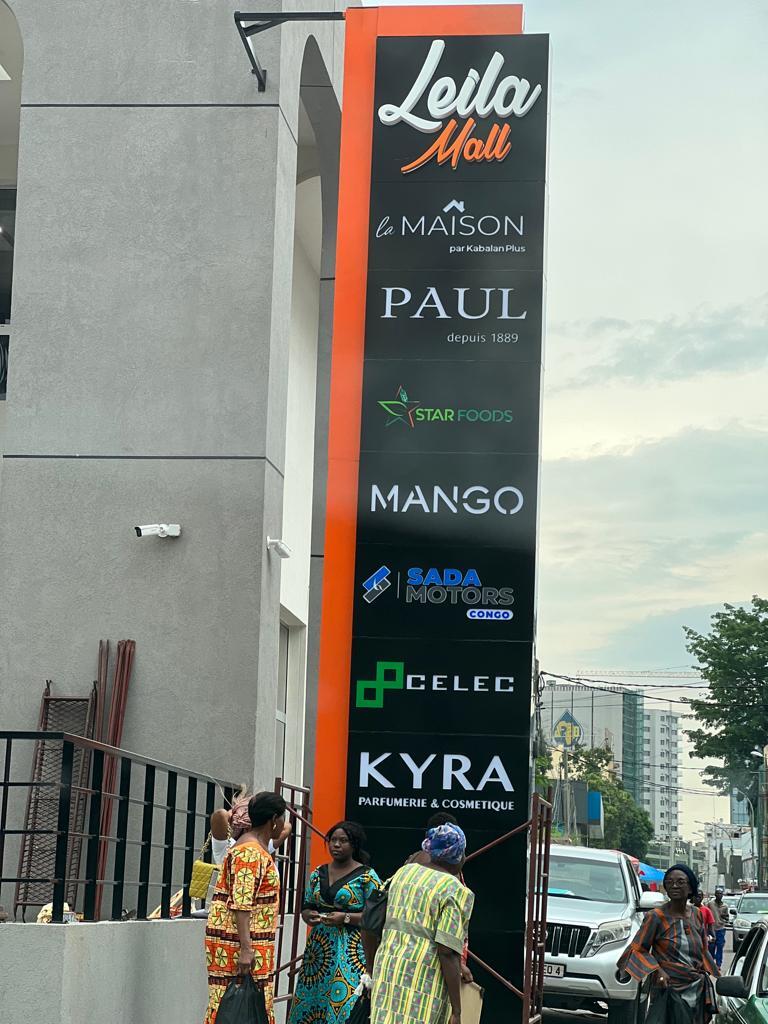 Leila
Mall
la MAISON
par Kabalan Plus
PAUL
depuis 1889
STAR FOODS
MANGO
SADA
MOTORS
CONGO
CELEC
KYRA
PARFUMERIE & COSMETIQUE